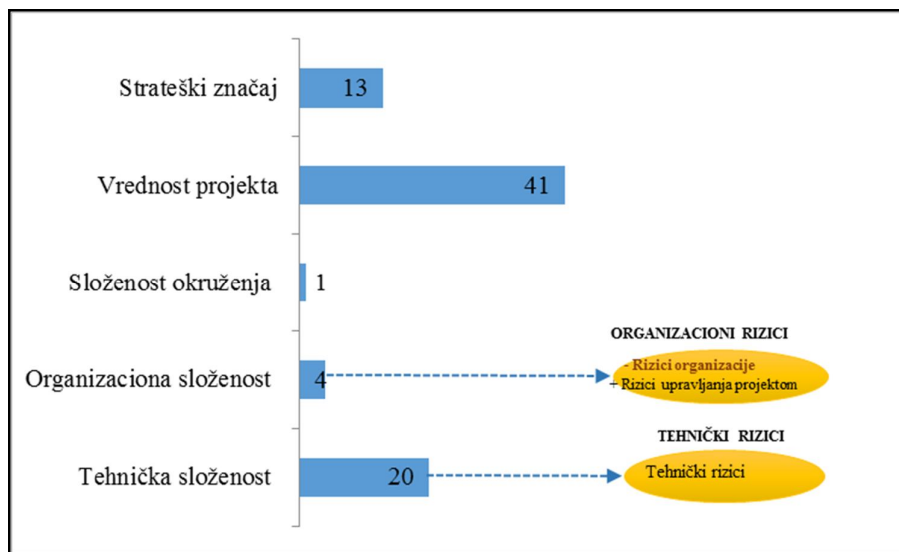 Strateški značaj
13
Vrednost projekta
41
Složenost okruženja
1
ORGANIZACIONI RIZICI
- Rizici organizacije
+ Rizici upravljanja projektom
Organizaciona složenost
4
TEHNIČKI RIZICI
Tehnički rizici
Tehnička složenost
20